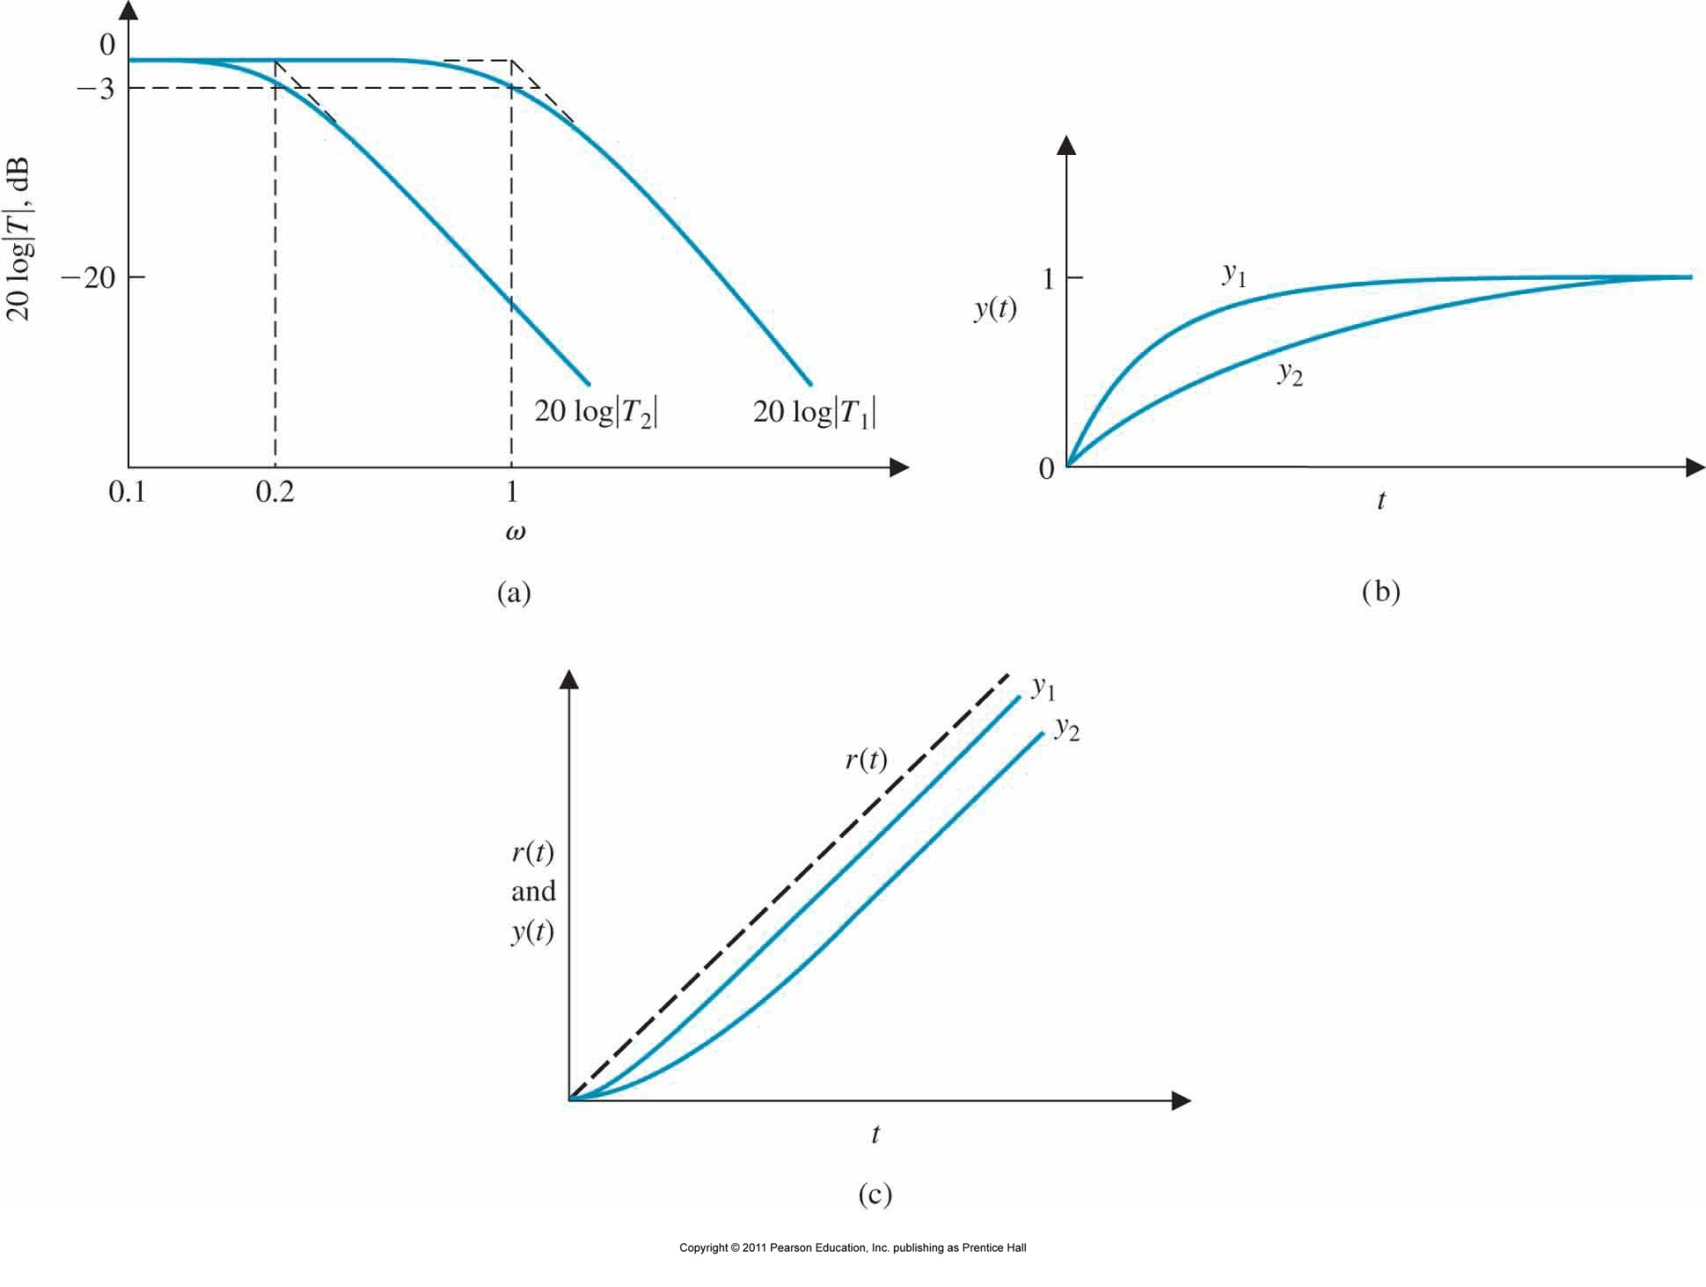 0
−3
20 log|T|, dB
−20
20 log|T₂|
20 log|T₁|
0.1
0.2
1
ω
(a)
1
y(t)
y₁
y₂
0
t
(b)
y₁
y₂
r(t)
r(t)
and
y(t)
t
(c)
Copyright © 2011 Pearson Education, Inc. publishing as Prentice Hall